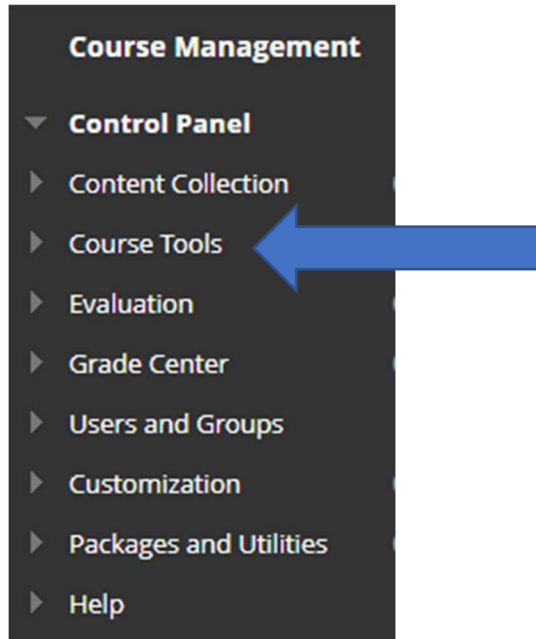 Course Management
Control Panel
Content Collection
Course Tools
Evaluation
Grade Center
Users and Groups
Customization
Packages and Utilities
Help